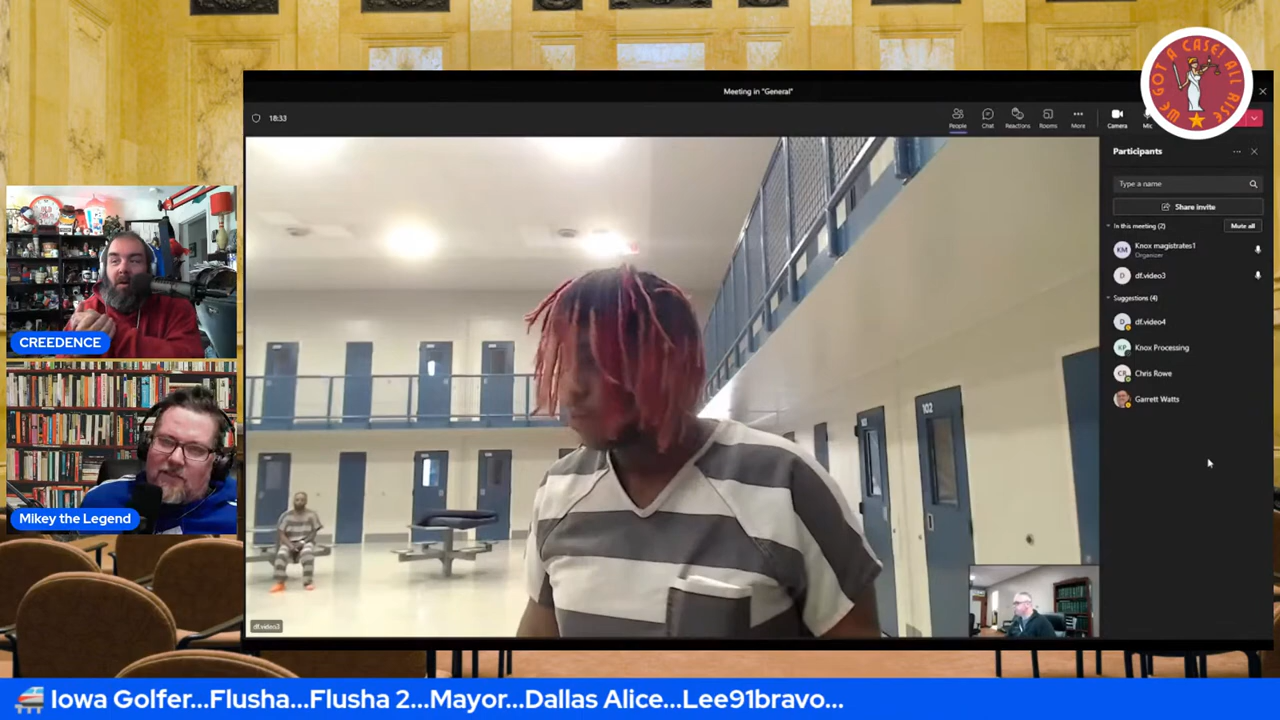 Meeting in "General"
WE GOT A CASE! ALL RISE
18:33
People
Chat
Reactions
Rooms
More
Camera
Mic
Participants
Type a name
Share invite
In this meeting (2)
Mute all
KM
Knox magistrates1
Organizer
D
df.video3
Suggestions (4)
D
df.video4
KP
Knox Processing
CR
Chris Rowe
Garrett Watts
CREEDENCE
Mikey the Legend
102
df.video3
Iowa Golfer...Flusha...Flusha 2...Mayor...Dallas Alice...Lee91bravo...